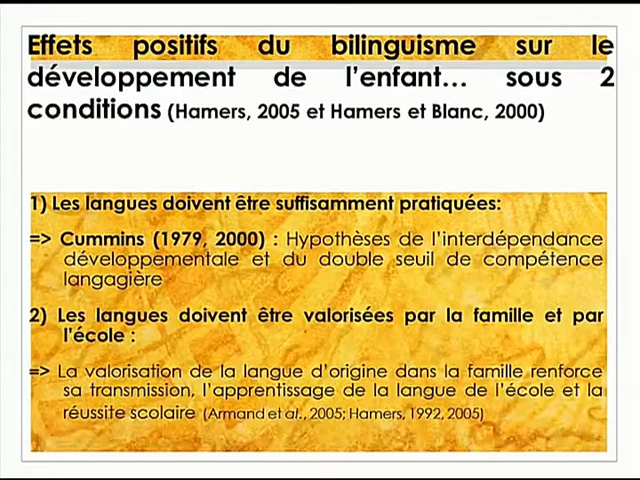 Effets positifs du bilinguisme sur le
développement de l'enfant... sous 2
conditions (Hamers, 2005 et Hamers et Blanc, 2000)
1) Les langues doivent être suffisamment pratiquées:
=> Cummins (1979, 2000) : Hypothèses de l'interdépendance
développementale et du double seuil de compétence
langagière
2) Les langues doivent être valorisées par la famille et par
l'école :
=> La valorisation de la langue d'origine dans la famille renforce
sa transmission, l'apprentissage de la langue de l'école et la
réussite scolaire (Armand et al., 2005; Hamers, 1992, 2005)